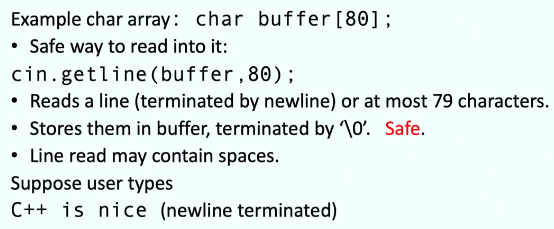 Example char array: char buffer[80];
• Safe way to read into it:
cin.getline(buffer,80);
• Reads a line (terminated by newline) or at most 79 characters.
• Stores them in buffer, terminated by ‘\0’. Safe.
• Line read may contain spaces.
Suppose user types
C++ is nice (newline terminated)